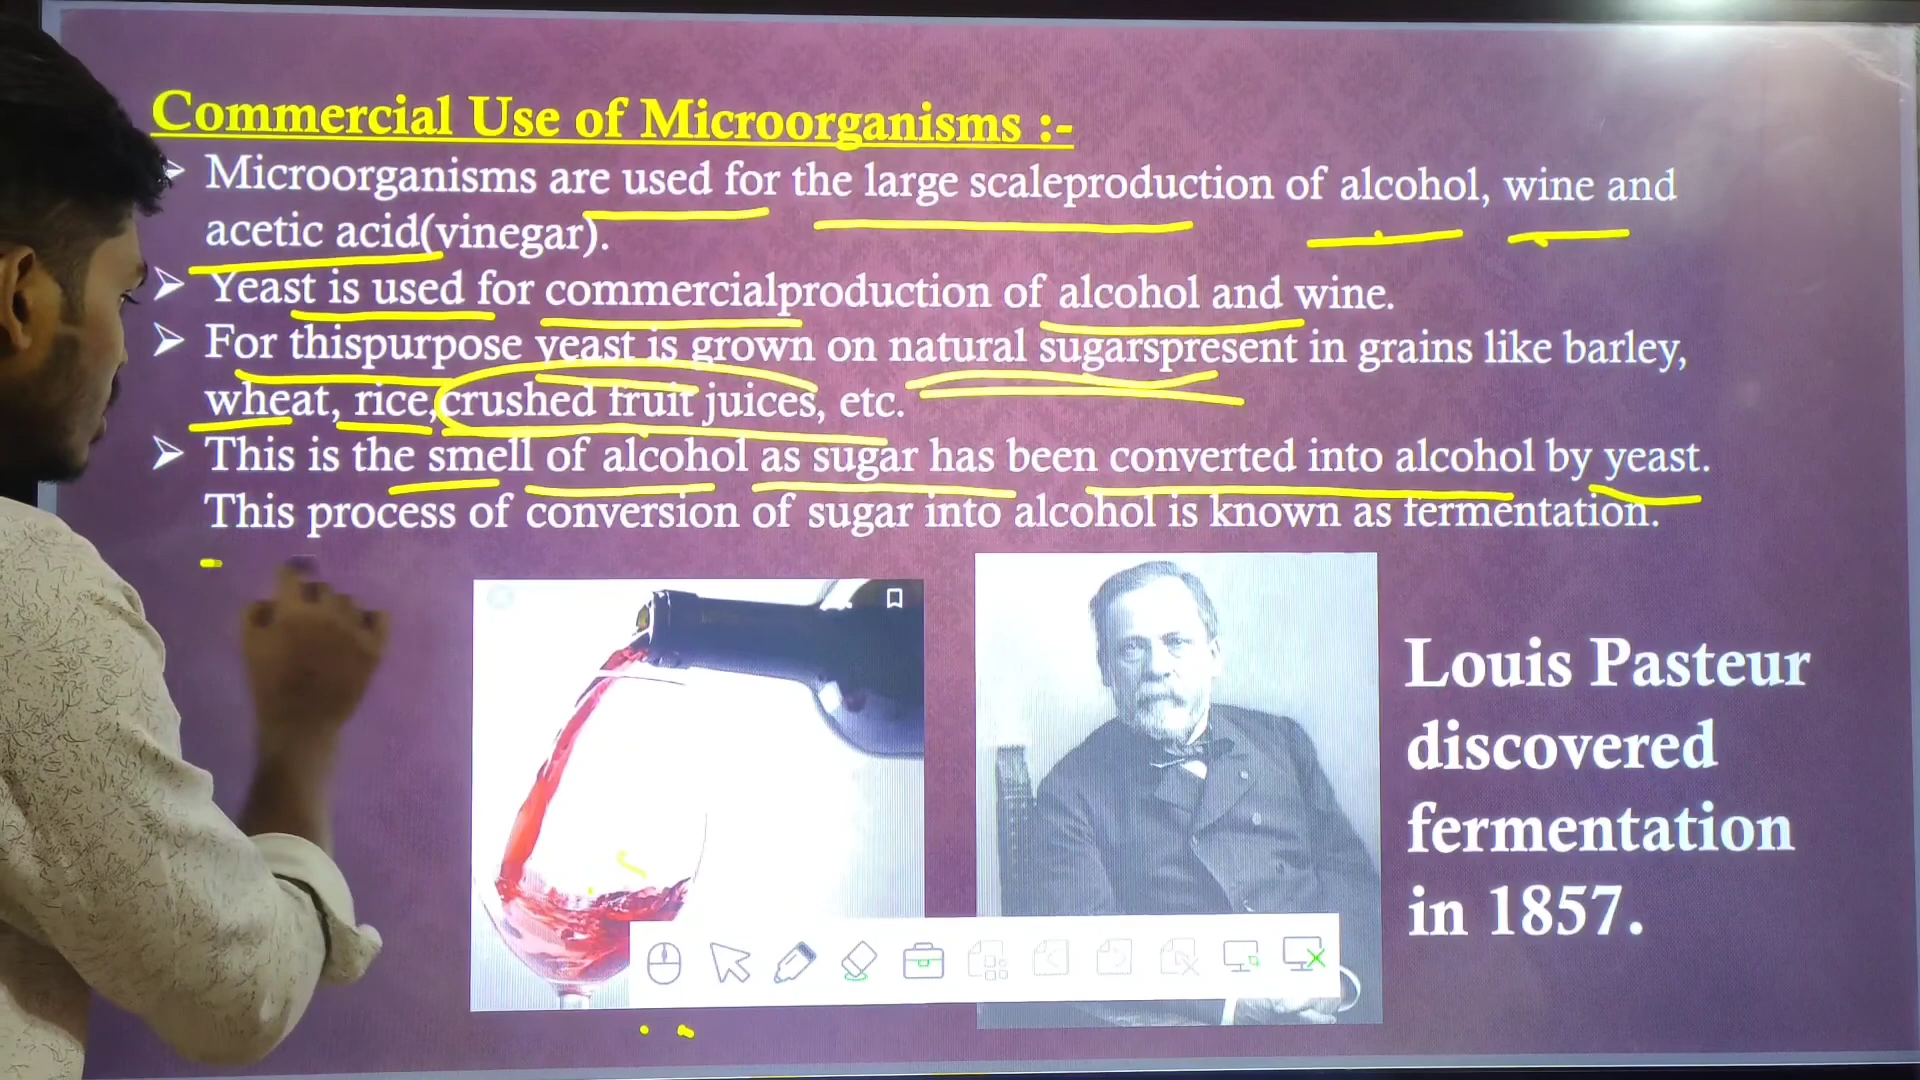 Commercial Use of Microorganisms :-
Microorganisms are used for the large scaleproduction of alcohol, wine and
acetic acid(vinegar).
Yeast is used for commercialproduction of alcohol and wine.
For thispurpose yeast is grown on natural sugarspresent in grains like barley,
wheat, rice,crushed fruit juices, etc.
This is the smell of alcohol as sugar has been converted into alcohol by yeast.
This process of conversion of sugar into alcohol is known as fermentation.
Louis Pasteur
discovered
fermentation
in 1857.